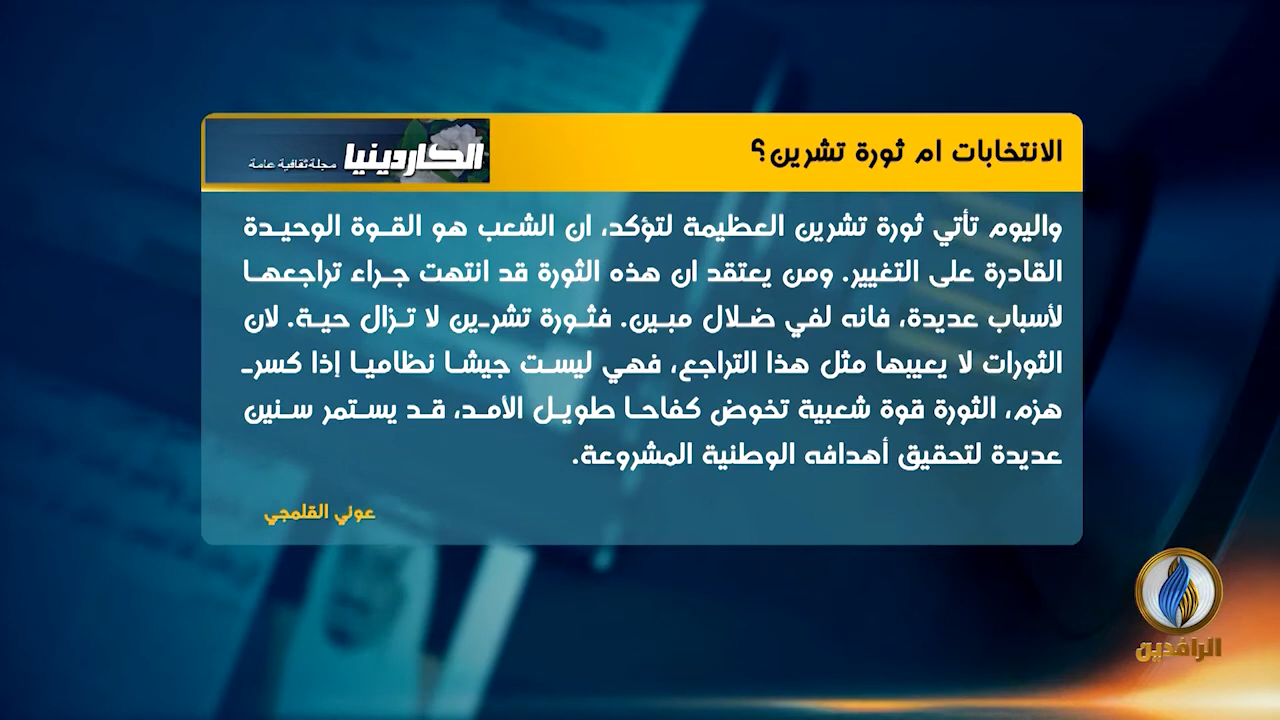 الانتخابات ام ثورة تشرين؟
الكاردينيا مجلة ثقافية عامة
واليوم تأتي ثورة تشرين العظيمة لتؤكد، ان الشعب هو القوة الوحيدة
القادرة على التغيير. ومن يعتقد ان هذه الثورة قد انتهت جراء تراجعها
لأسباب عديدة، فانه لفي ضلال مبين. فثورة تشرين لا تزال حية. لان
الثورات لا يعيبها مثل هذا التراجع، فهي ليست جيشا نظاميا إذا كسر
هزم، الثورة قوة شعبية تخوض كفاحا طويل الأمد، قد يستمر سنين
عديدة لتحقيق أهدافه الوطنية المشروعة.
عوني القلمجي
الرافدين